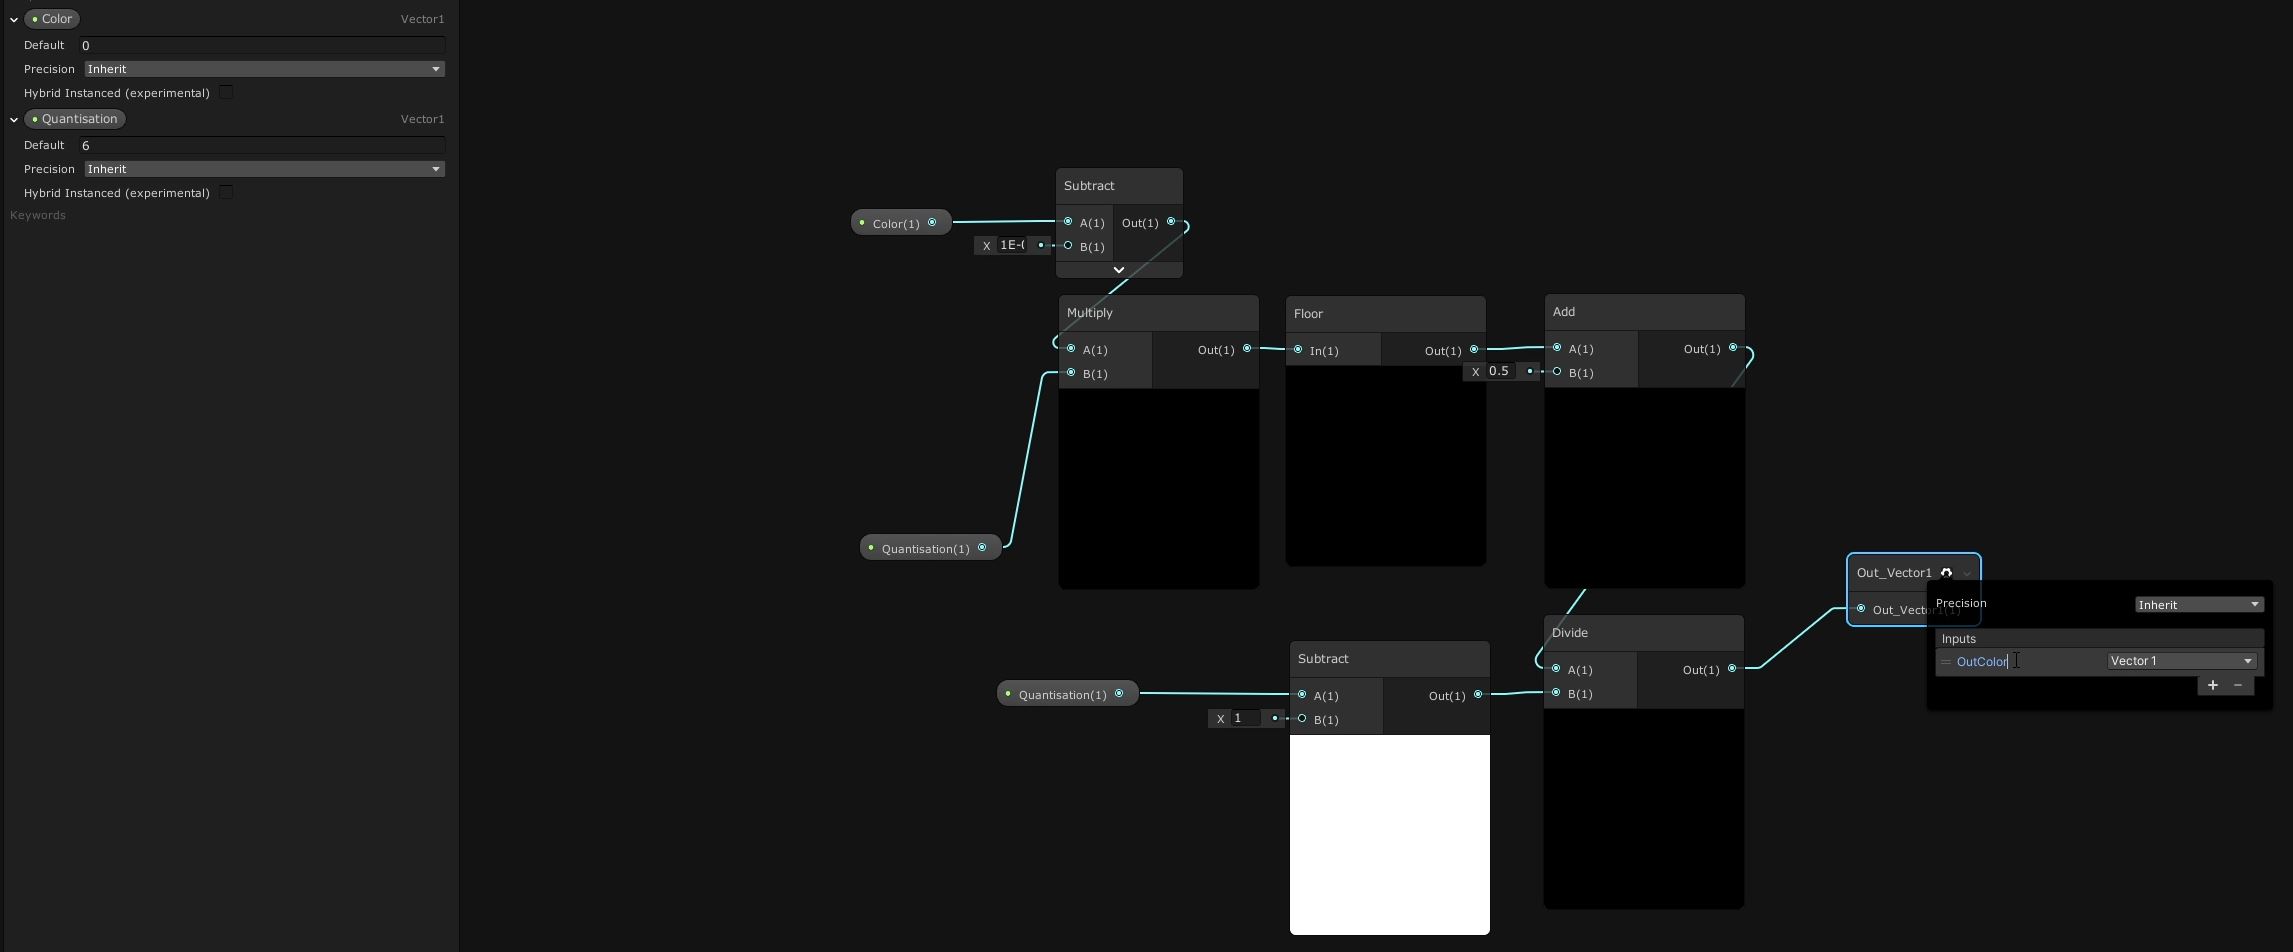 Color Vector1
Default 0
Precision Inherit
Hybrid Instanced (experimental)
Quantisation Vector1
Default 6
Precision Inherit
Hybrid Instanced (experimental)
Keywords
Color(1)
X 1E-(
Subtract
A(1) Out(1)
B(1)
Quantisation(1)
Multiply
A(1) Out(1)
B(1)
Floor
In(1) Out(1)
X 0.5
Add
A(1) Out(1)
B(1)
Quantisation(1)
X 1
Subtract
A(1) Out(1)
B(1)
Divide
A(1) Out(1)
B(1)
Out_Vector1
Out_Vector1(1)
Precision Inherit
Inputs
OutColor Vector 1
+ −